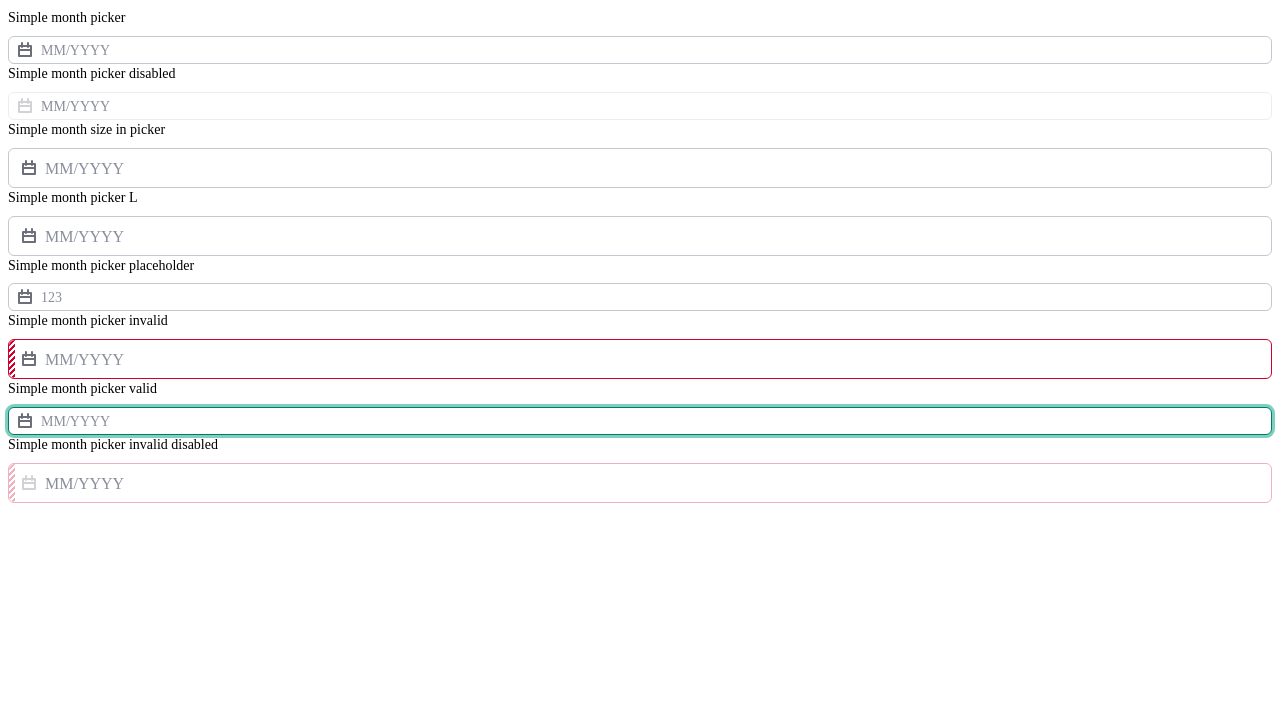 Simple month picker
MM/YYYY
Simple month picker disabled
MM/YYYY
Simple month size in picker
MM/YYYY
Simple month picker L
MM/YYYY
Simple month picker placeholder
123
Simple month picker invalid
MM/YYYY
Simple month picker valid
MM/YYYY
Simple month picker invalid disabled
MM/YYYY